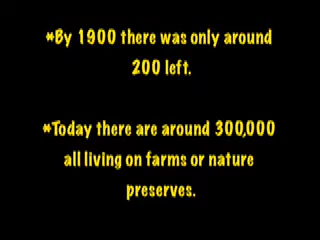 *By 1900 there was only around
200 left.
*Today there are around 300,000
all living on farms or nature
preserves.